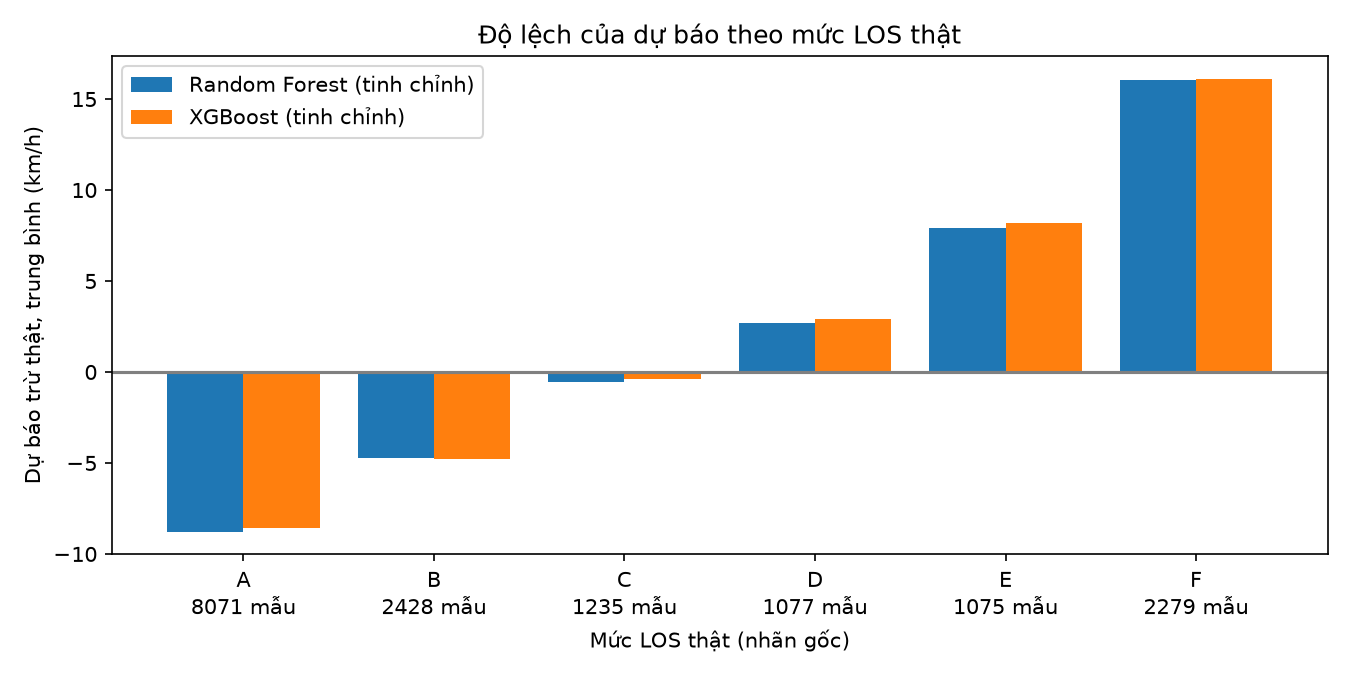 Độ lệch của dự báo theo mức LOS thật
Random Forest (tinh chỉnh)
XGBoost (tinh chỉnh)
Dự báo trừ thật, trung bình (km/h)
15
10
5
0
−5
−10
A
8071 mẫu
B
2428 mẫu
C
1235 mẫu
D
1077 mẫu
E
1075 mẫu
F
2279 mẫu
Mức LOS thật (nhãn gốc)